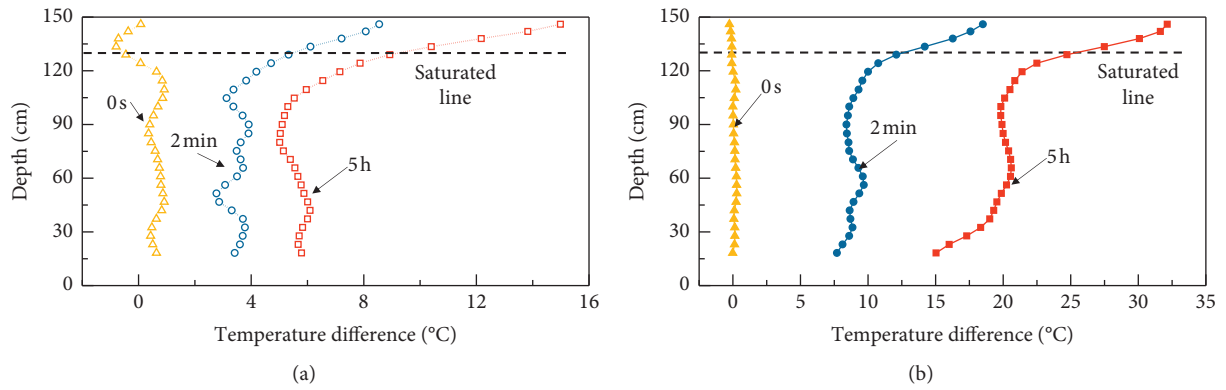 150
120
90
60
30
0
Depth (cm)
0 s
2 min
5 h
Saturated
line
0 4 8 12 16
Temperature difference (°C)
(a)
150
120
90
60
30
0
Depth (cm)
0 s
2 min
5 h
Saturated
line
0 5 10 15 20 25 30 35
Temperature difference (°C)
(b)